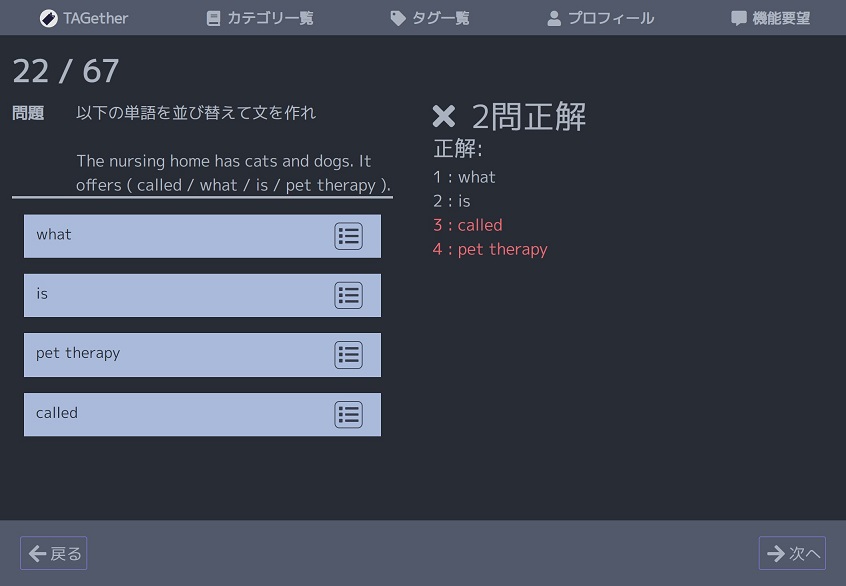 TAGether
カテゴリ一覧
タグ一覧
プロフィール
機能要望
22 / 67
問題
以下の単語を並び替えて文を作れ
The nursing home has cats and dogs. It
offers ( called / what / is / pet therapy ).
what
is
pet therapy
called
2問正解
正解:
1 : what
2 : is
3 : called
4 : pet therapy
戻る
次へ